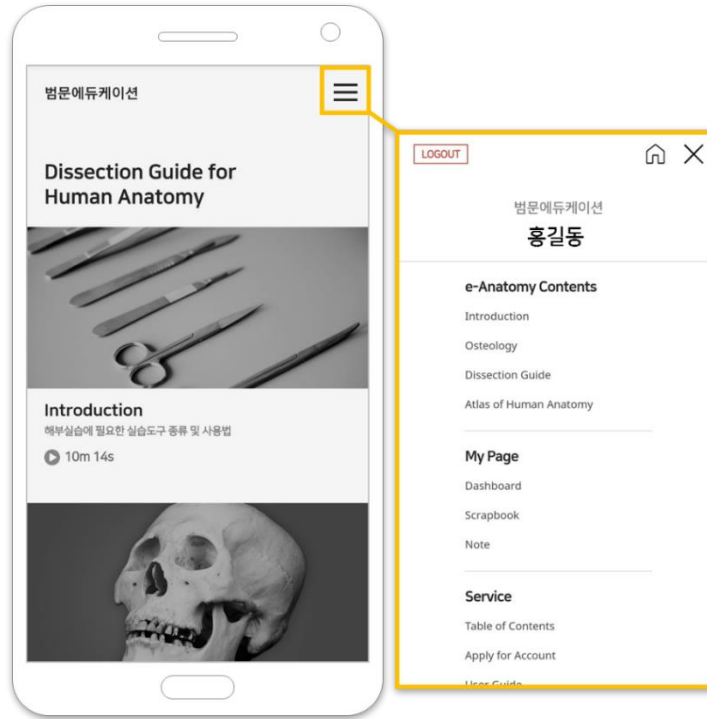 범문에듀케이션
Dissection Guide for
Human Anatomy
Introduction
해부실습에 필요한 실습도구 종류 및 사용법
10m 14s
LOGOUT
범문에듀케이션
홍길동
e-Anatomy Contents
Introduction
Osteology
Dissection Guide
Atlas of Human Anatomy
My Page
Dashboard
Scrapbook
Note
Service
Table of Contents
Apply for Account
User Guide